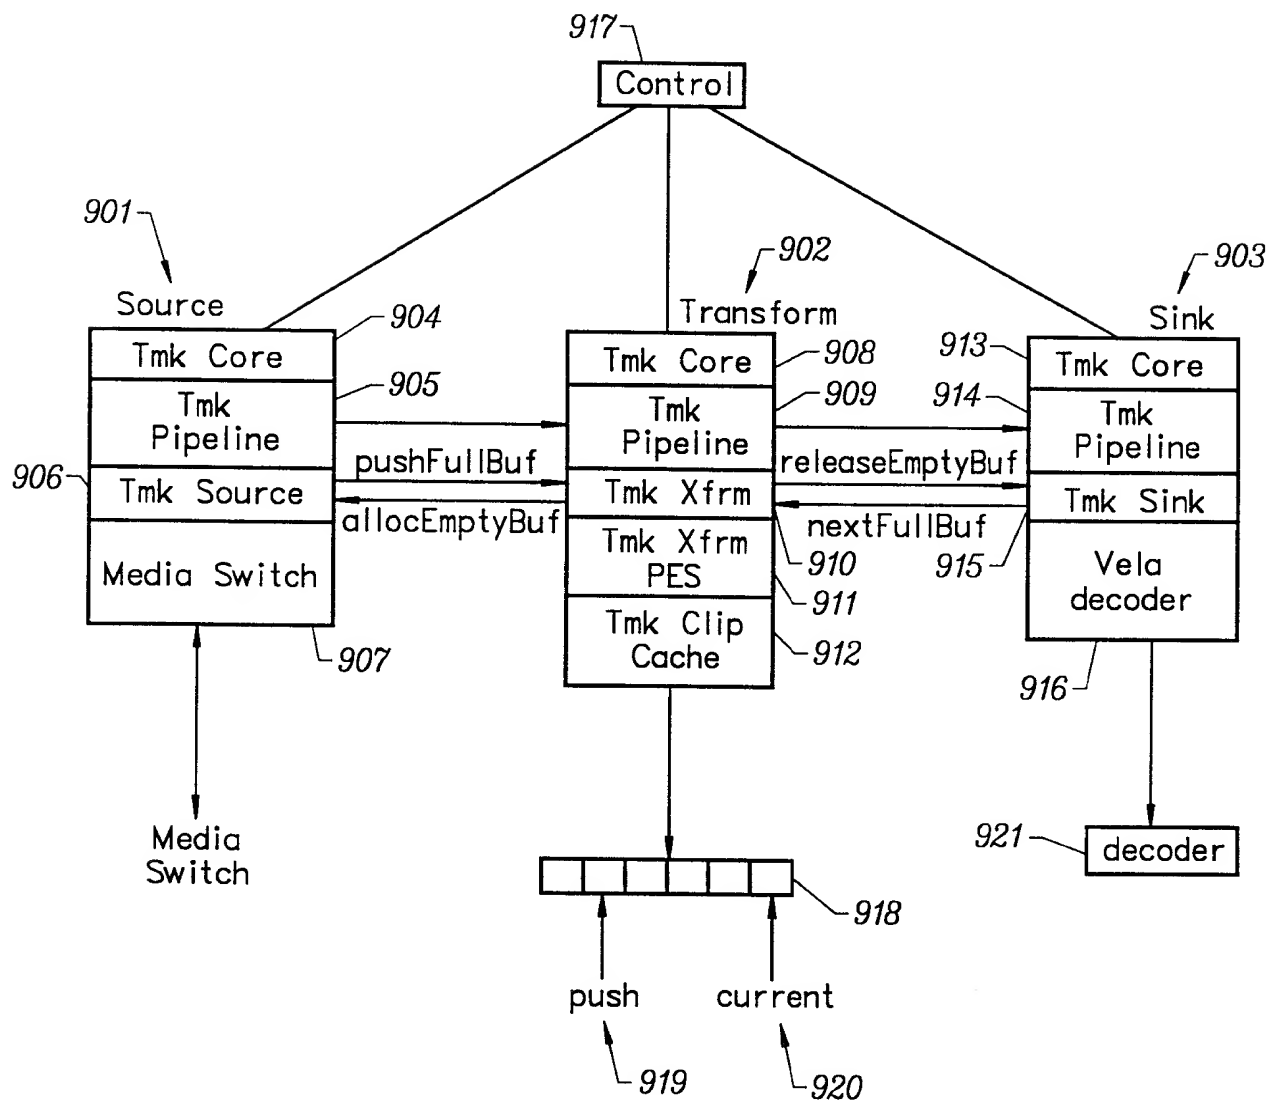 917
Control
901
902
903
Source
Transform
Sink
904
908
913
Tmk Core
Tmk Core
Tmk Core
905
909
914
Tmk
Pipeline
Tmk
Pipeline
Tmk
Pipeline
906
pushFullBuf
releaseEmptyBuf
Tmk Source
Tmk Xfrm
Tmk Sink
allocEmptyBuf
nextFullBuf
910
915
Media Switch
Tmk Xfrm
PES
Vela
decoder
911
907
Tmk Clip
Cache
912
916
Media
Switch
921
decoder
918
push
current
919
920